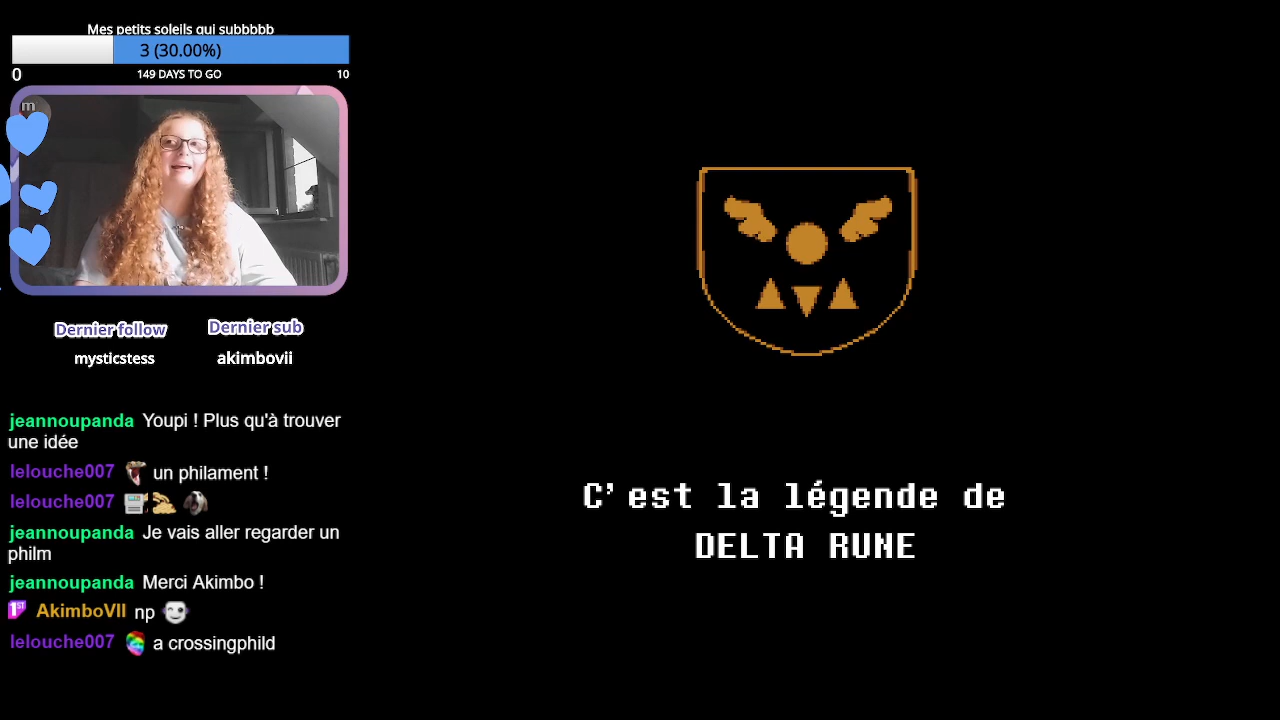 Mes petits soleils qui subbbbb
3 (30.00%)
0
149 DAYS TO GO
10
m
Dernier follow
Dernier sub
mysticstess
akimbovii
jeannoupanda Youpi ! Plus qu'à trouver
une idée
lelouche007 un philament !
lelouche007
jeannoupanda Je vais aller regarder un
philm
jeannoupanda Merci Akimbo !
1ST AkimboVII np
lelouche007 a crossingphild
C'est la légende de
DELTA RUNE